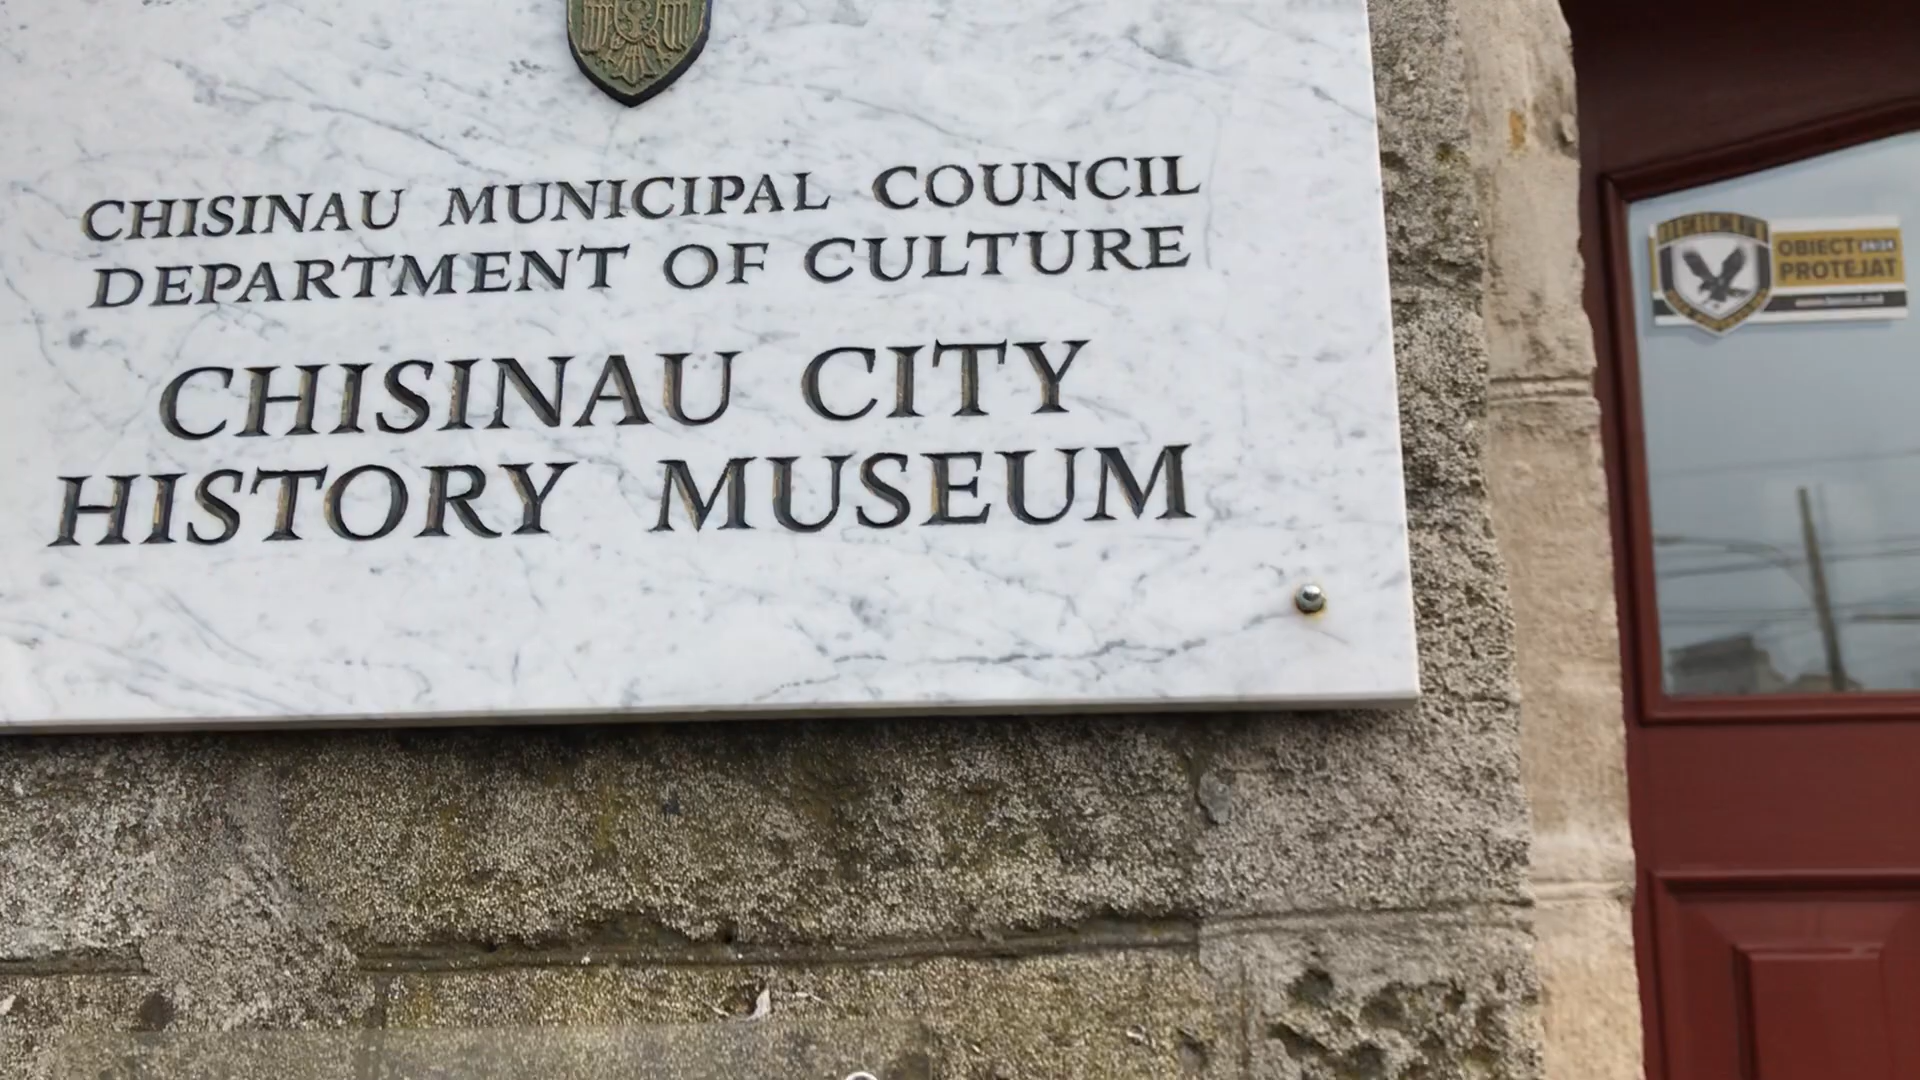 CHISINAU MUNICIPAL COUNCIL
DEPARTMENT OF CULTURE
CHISINAU CITY
HISTORY MUSEUM
OBIECT
PROTEJAT